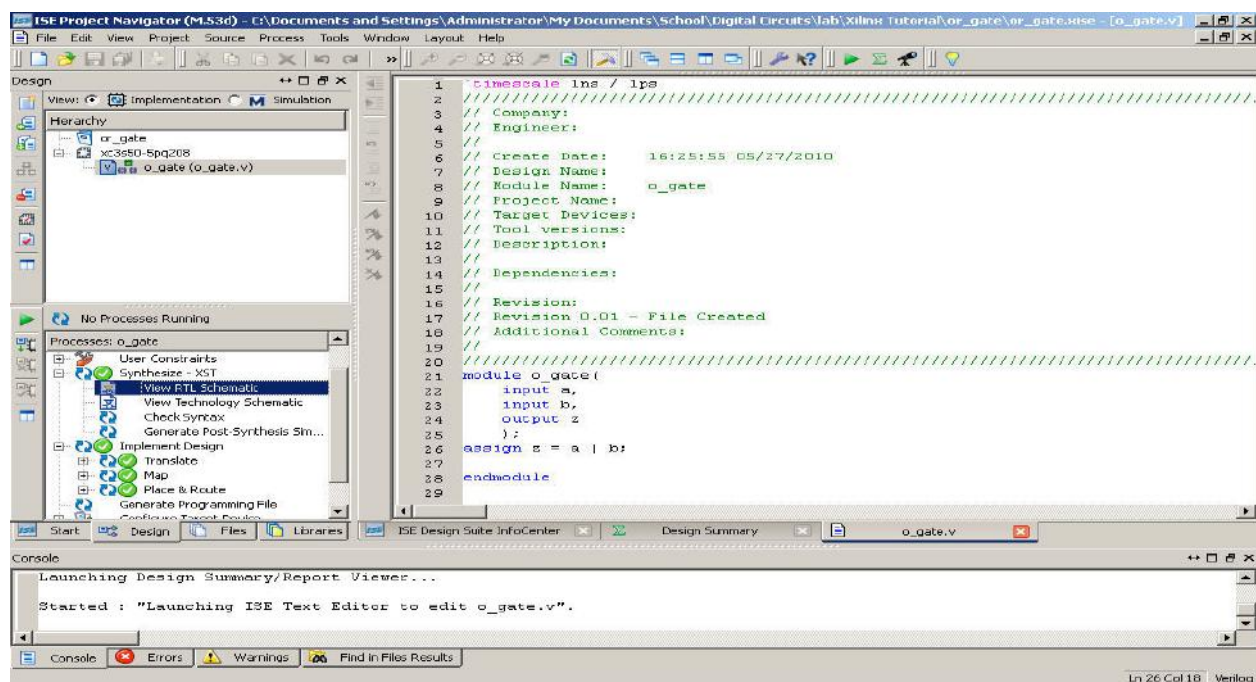 ISE Project Navigator (M.53d) - C:\Documents and Settings\Administrator\My Documents\School\Digital Circuits\lab\Xilinx Tutorial\or_gate\or_gate.xise - [o_gate.v]
File Edit View Project Source Process Tools Window Layout Help
Design
View: Implementation Simulation
Hierarchy
or_gate
xc3s50-5pq208
o_gate (o_gate.v)
No Processes Running
Processes: o_gate
User Constraints
Synthesize - XST
View RTL Schematic
View Technology Schematic
Check Syntax
Generate Post-Synthesis Sim...
Implement Design
Translate
Map
Place & Route
Generate Programming File
Configure Target Device
Start Design Files Libraries
1 `timescale 1ns / 1ps
2 //////////////////////////////////////////////////////////////////////////////////
3 // Company:
4 // Engineer:
5 //
6 // Create Date: 16:25:55 05/27/2010
7 // Design Name:
8 // Module Name: o_gate
9 // Project Name:
10 // Target Devices:
11 // Tool versions:
12 // Description:
13 //
14 // Dependencies:
15 //
16 // Revision:
17 // Revision 0.01 - File Created
18 // Additional Comments:
19 //
20 //////////////////////////////////////////////////////////////////////////////////
21 module o_gate(
22 input a,
23 input b,
24 output z
25 );
26 assign z = a | b;
27
28 endmodule
29
ISE Design Suite InfoCenter Design Summary o_gate.v
Console
Launching Design Summary/Report Viewer...
Started : "Launching ISE Text Editor to edit o_gate.v".
Console Errors Warnings Find in Files Results
Ln 26 Col 18 Verilog